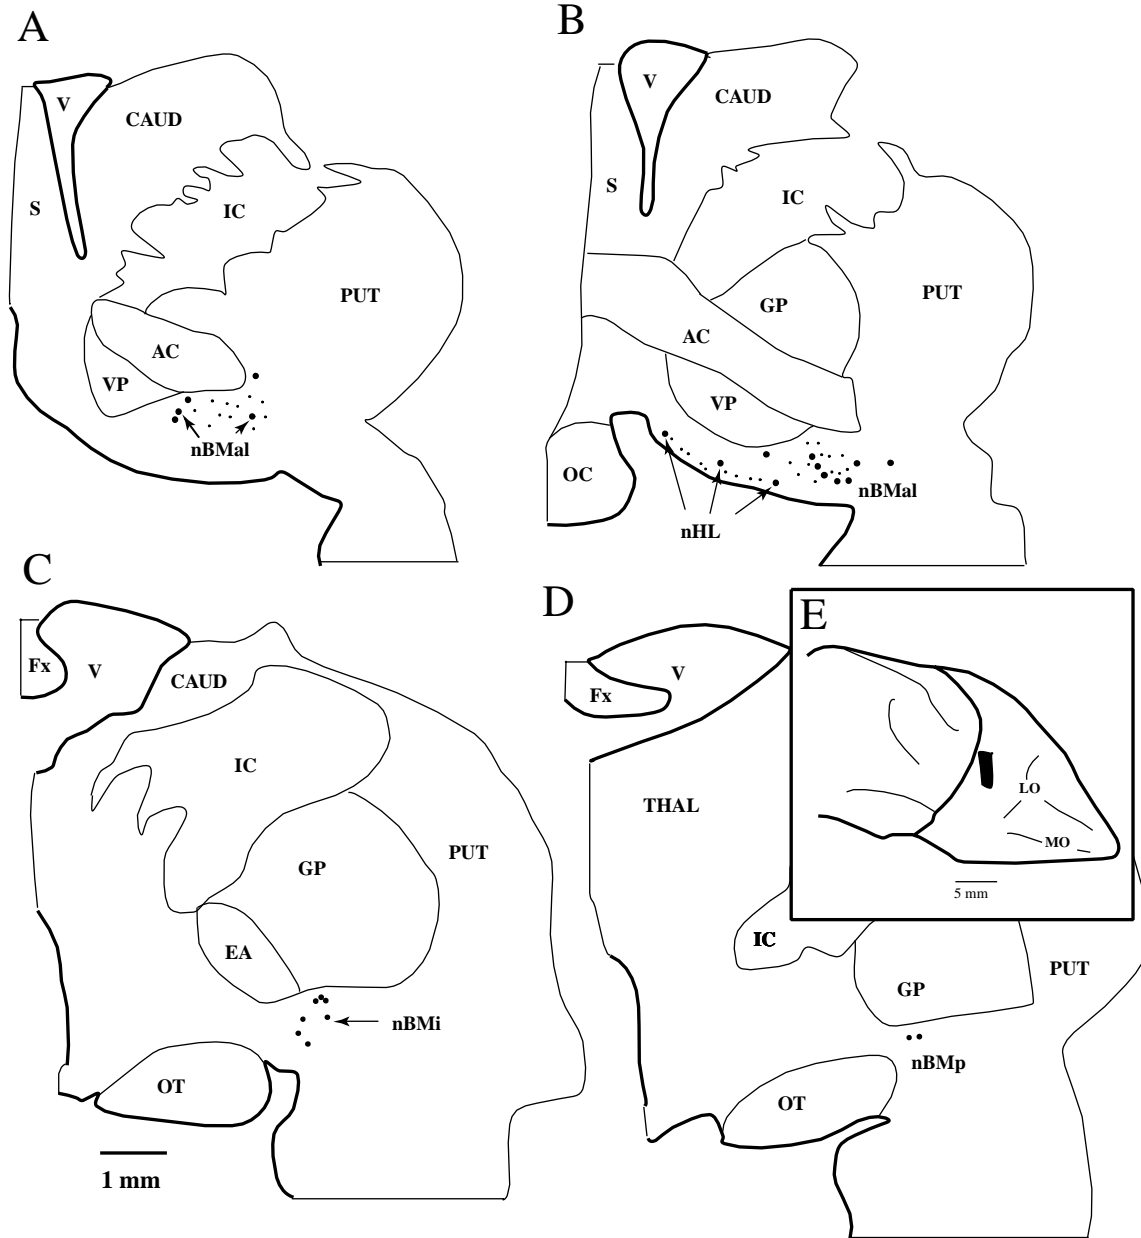 A
V
CAUD
S
IC
PUT
AC
VP
nBMal
B
V
CAUD
S
IC
GP
PUT
AC
VP
OC
nBMal
nHL
C
Fx
V
CAUD
IC
GP
PUT
EA
nBMi
OT
1 mm
D
V
Fx
THAL
IC
GP
PUT
nBMp
OT
E
LO
MO
5 mm